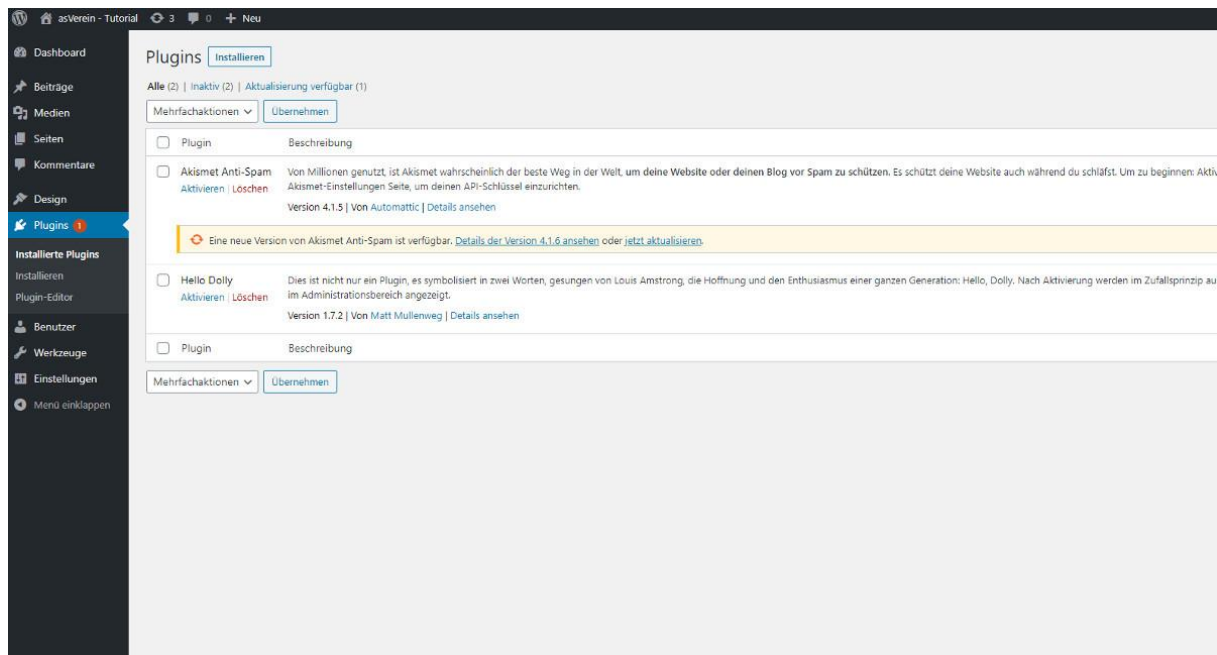 asVerein - Tutorial 3 0 + Neu
Dashboard
Beiträge
Medien
Seiten
Kommentare
Design
Plugins 1
Installierte Plugins
Installieren
Plugin-Editor
Benutzer
Werkzeuge
Einstellungen
Menü einklappen
Plugins Installieren
Alle (2) | Inaktiv (2) | Aktualisierung verfügbar (1)
Mehrfachaktionen Übernehmen
Plugin Beschreibung
Akismet Anti-Spam
Aktivieren | Löschen
Von Millionen genutzt, ist Akismet wahrscheinlich der beste Weg in der Welt, um deine Website oder deinen Blog vor Spam zu schützen. Es schützt deine Website auch während du schläfst. Um zu beginnen: Aktiv
Akismet-Einstellungen Seite, um deinen API-Schlüssel einzurichten.
Version 4.1.5 | Von Automattic | Details ansehen
Eine neue Version von Akismet Anti-Spam ist verfügbar. Details der Version 4.1.6 ansehen oder jetzt aktualisieren.
Hello Dolly
Aktivieren | Löschen
Dies ist nicht nur ein Plugin, es symbolisiert in zwei Worten, gesungen von Louis Amstrong, die Hoffnung und den Enthusiasmus einer ganzen Generation: Hello, Dolly. Nach Aktivierung werden im Zufallsprinzip au
im Administrationsbereich angezeigt.
Version 1.7.2 | Von Matt Mullenweg | Details ansehen
Plugin Beschreibung
Mehrfachaktionen Übernehmen